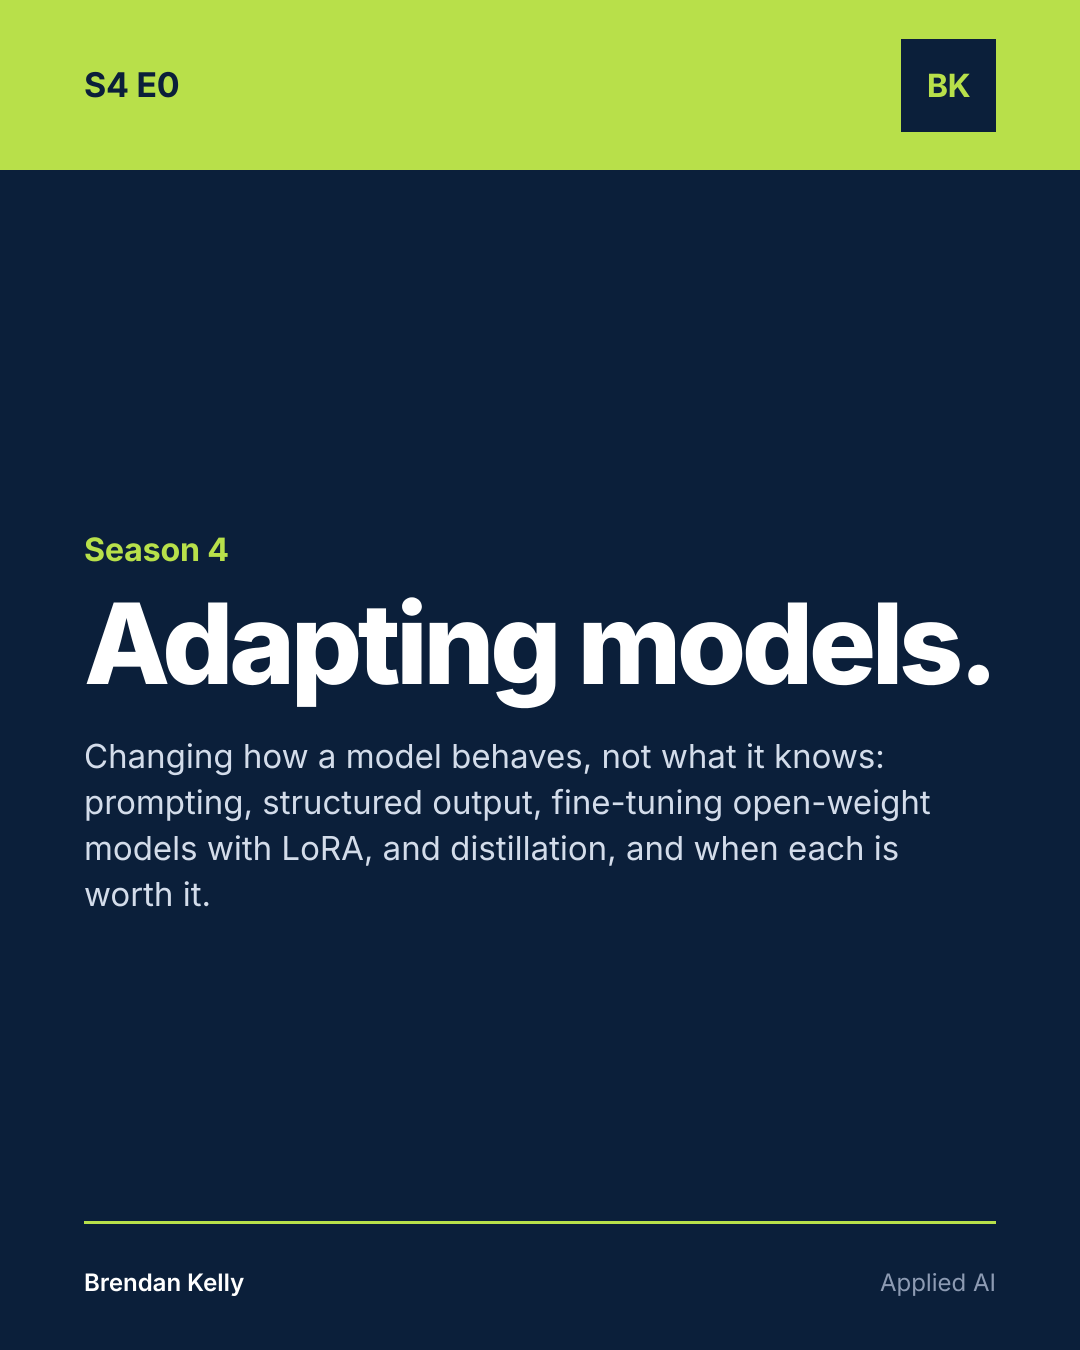 S4 E0
BK
Season 4
Adapting models.
Changing how a model behaves, not what it knows:
prompting, structured output, fine-tuning open-weight
models with LoRA, and distillation, and when each is
worth it.
Brendan Kelly
Applied AI